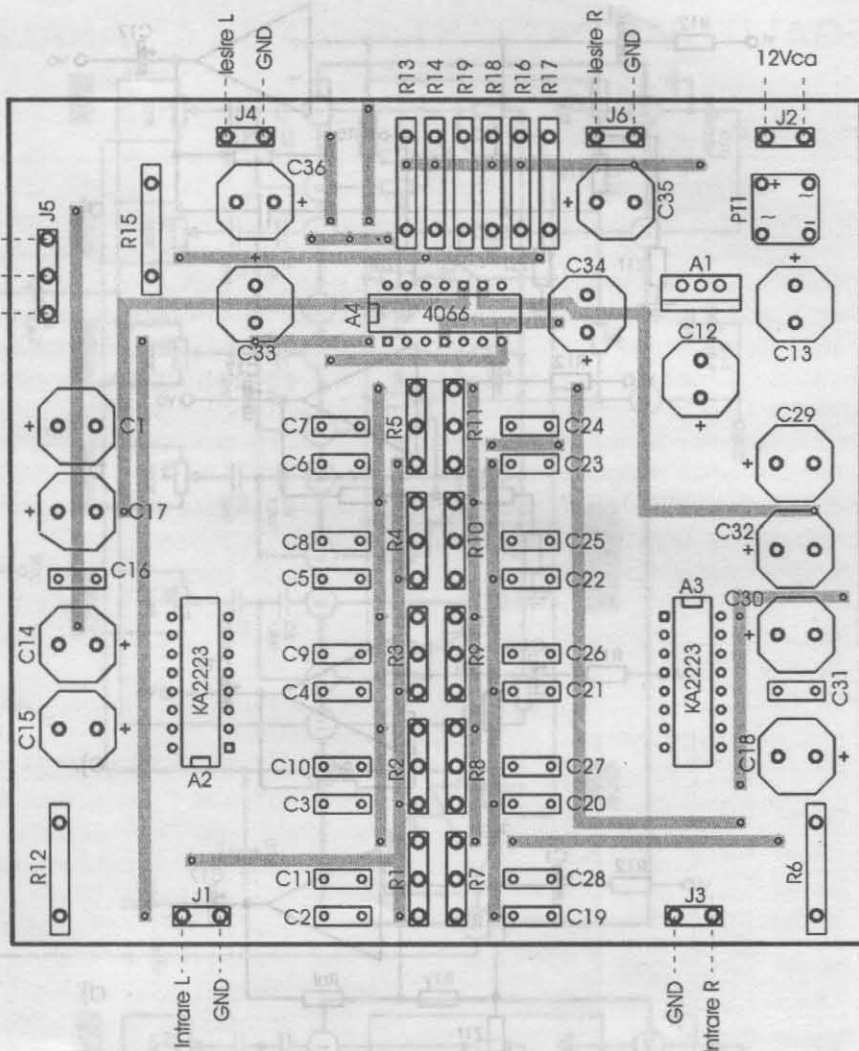 Iesire L
GND
R13
R14
R19
R18
R16
R17
Iesire R
GND
12Vca
J4
J6
J2
C36
C35
PT1
J5
R15
A1
C34
A4
4066
C33
C12
C13
C1
C7
R5
R11
C24
C29
C6
C23
C17
C8
R4
R10
C25
C32
C16
C5
C22
A3
C30
C14
KA2223
C9
R3
R9
C26
KA2223
C4
C21
C31
C15
C18
A2
C10
R2
R8
C27
C3
C20
R12
C11
R1
R7
C28
R6
J1
C2
C19
J3
Intrare L
GND
GND
Intrare R